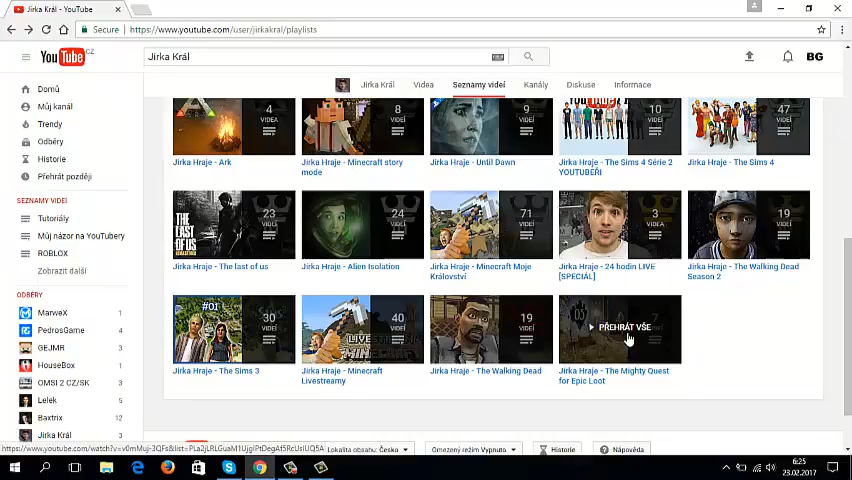 Jirka Král - YouTube
Secure | https://www.youtube.com/user/jirkakral/playlists
YouTube CZ
Jirka Král
BG
Jirka Král Videa Seznamy videí Kanály Diskuse Informace
Domů
Můj kanál
Trendy
Odběry
Historie
Přehrát později
SEZNAMY VIDEÍ
Tutoriály
Můj názor na YouTubery
ROBLOX
Zobrazit další
ODBĚRY
MarweX 1
PedrosGame 4
GEJMR 3
HouseBox 1
OMSI 2 CZ/SK 3
Lelek 5
Baxtrix 1
Jirka Král 3
4 VIDEA
8 VIDEÍ
9 VIDEÍ
10 VIDEÍ
47 VIDEÍ
Jirka Hraje - Ark
Jirka Hraje - Minecraft story
mode
Jirka Hraje - Until Dawn
Jirka Hraje - The Sims 4 Série 2
YOUTUBEŘI
Jirka Hraje - The Sims 4
THE LAST OF US
23 VIDEÍ
24 VIDEÍ
71 VIDEÍ
3 VIDEA
19 VIDEÍ
Jirka Hraje - The last of us
Jirka Hraje - Alien Isolation
Jirka Hraje - Minecraft Moje
Království
Jirka Hraje - 24 hodin LIVE
[SPECIÁL]
Jirka Hraje - The Walking Dead
Season 2
#01
30 VIDEÍ
40 VIDEÍ
19 VIDEÍ
PŘEHRÁT VŠE
Jirka Hraje - The Sims 3
Jirka Hraje - Minecraft
Livestreamy
Jirka Hraje - The Walking Dead
Jirka Hraje - The Mighty Quest
for Epic Loot
Lokalita obsahu: Česko
Omezený režim Vypnuto
Historie
Nápověda
6:25
23.02.2017